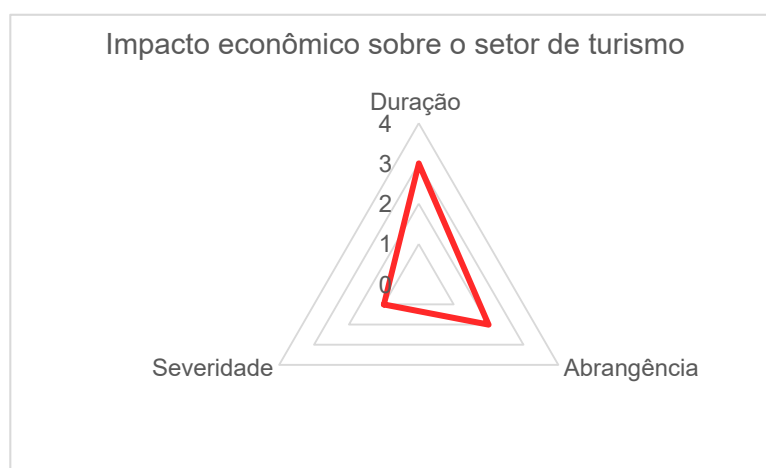 Impacto econômico sobre o setor de turismo
Duração
4
3
2
1
0
Severidade
Abrangência